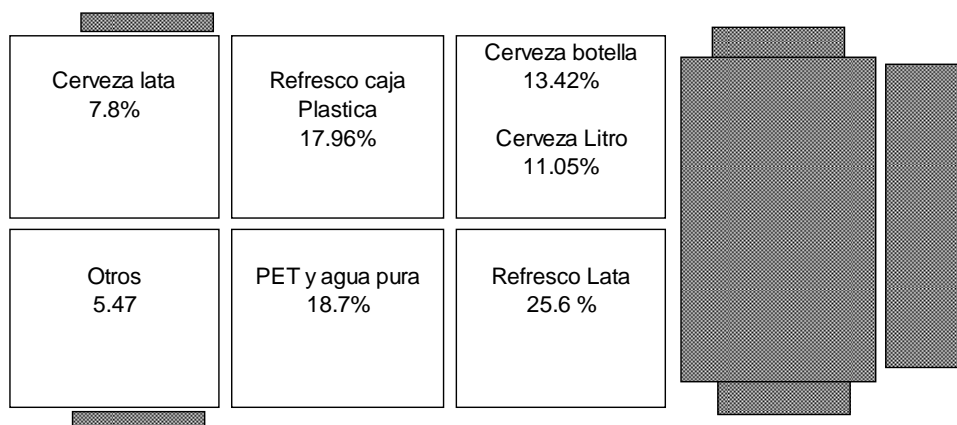 Cerveza lata
7.8%
Refresco caja
Plastica
17.96%
Cerveza botella
13.42%
Cerveza Litro
11.05%
Otros
5.47
PET y agua pura
18.7%
Refresco Lata
25.6 %